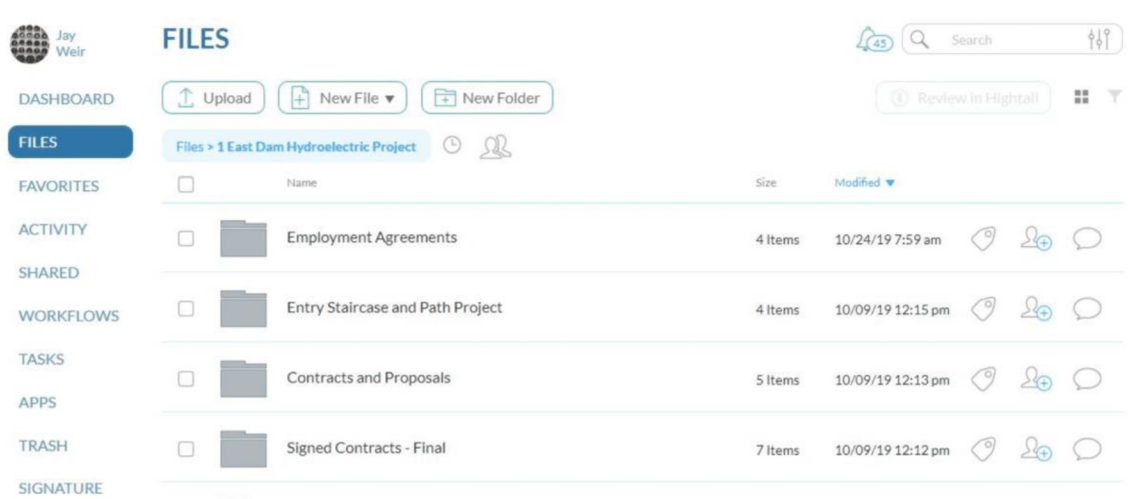 Jay
Weir
FILES
45
Search
DASHBOARD
Upload
New File
New Folder
Review in Hightail
FILES
Files > 1 East Dam Hydroelectric Project
FAVORITES
Name
Size
Modified
ACTIVITY
Employment Agreements
4 Items
10/24/19 7:59 am
SHARED
WORKFLOWS
Entry Staircase and Path Project
4 Items
10/09/19 12:15 pm
TASKS
Contracts and Proposals
5 Items
10/09/19 12:13 pm
APPS
TRASH
Signed Contracts - Final
7 Items
10/09/19 12:12 pm
SIGNATURE